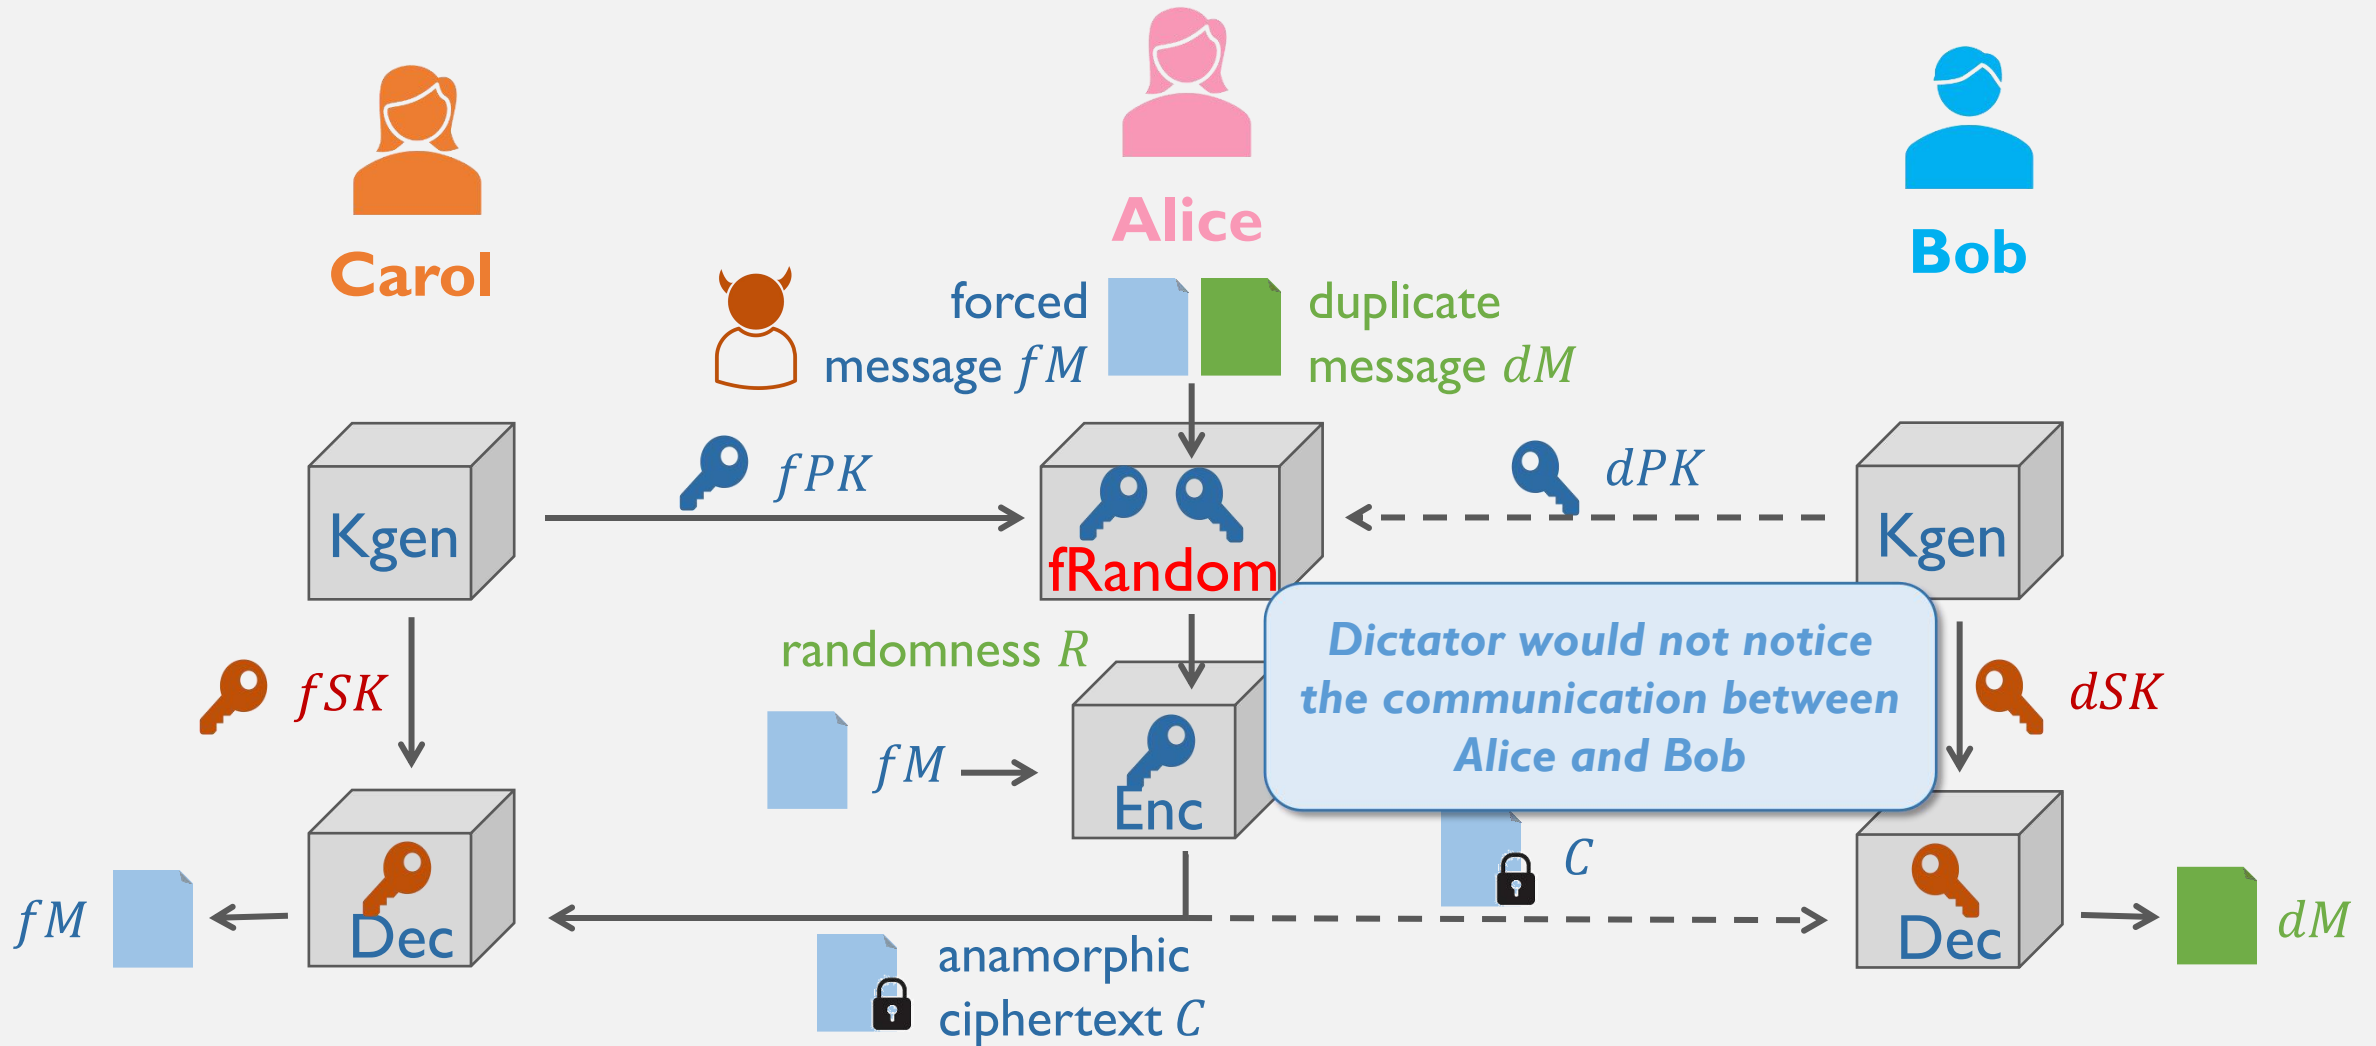 Alice
Carol
Bob
forced
message fM
duplicate
message dM
fPK
dPK
Kgen
fRandom
Kgen
randomness R
fSK
dSK
Dictator would not notice
the communication between
Alice and Bob
fM
Enc
C
fM
Dec
Dec
dM
anamorphic
ciphertext C